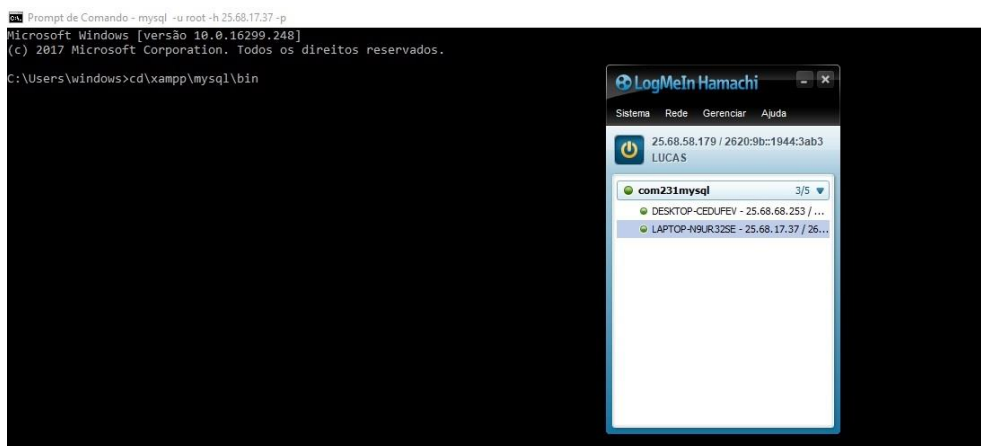 Prompt de Comando - mysql -u root -h 25.68.17.37 -p
Microsoft Windows [versão 10.0.16299.248]
(c) 2017 Microsoft Corporation. Todos os direitos reservados.
C:\Users\windows>cd\xampp\mysql\bin
LogMeIn Hamachi
Sistema Rede Gerenciar Ajuda
25.68.58.179 / 2620:9b::1944:3ab3
LUCAS
com231mysql 3/5
DESKTOP-CEDUFEV - 25.68.68.253 / ...
LAPTOP-N9UR32SE - 25.68.17.37 / 26...